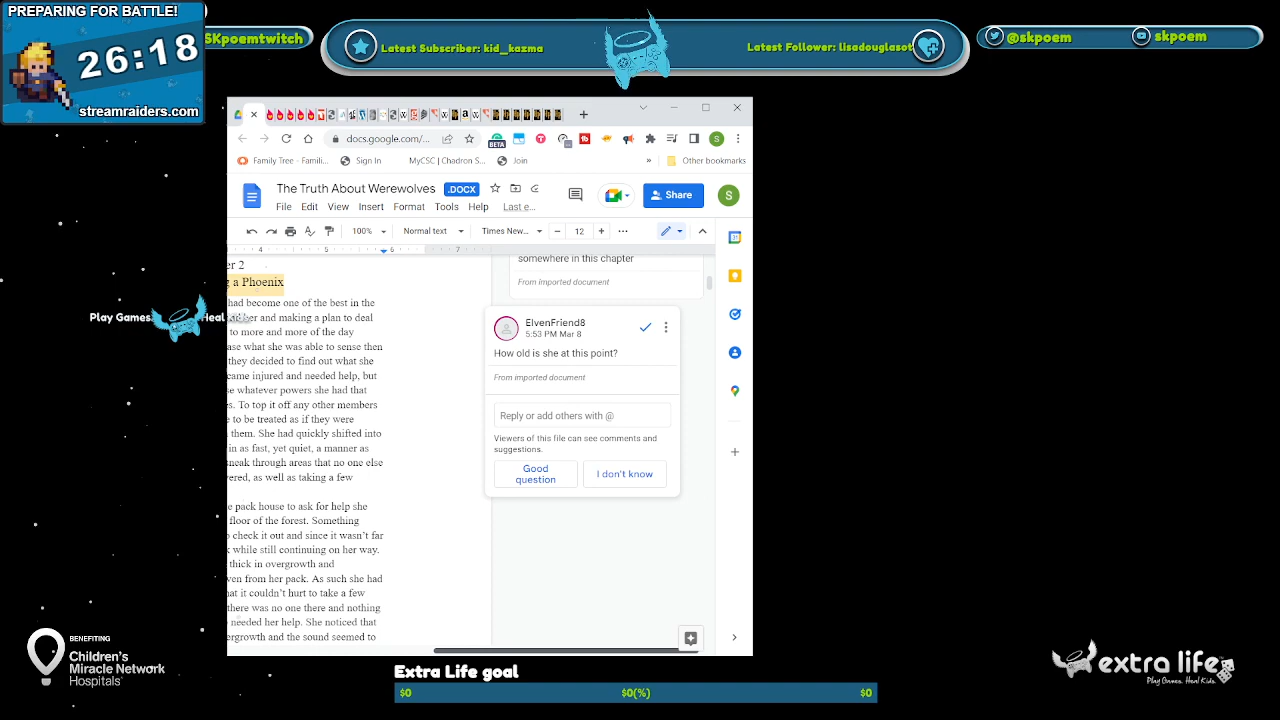 PREPARING FOR BATTLE!
26:18
streamraiders.com
SKpoemtwitch
Latest Subscriber: kid_kazma
Latest Follower: lisadouglasot
@skpoem
skpoem
docs.google.com/...
BETA
Family Tree - Famili...
Sign In
MyCSC | Chadron S...
Join
»
Other bookmarks
The Truth About Werewolves
.DOCX
Share
S
File Edit View Insert Format Tools Help Last e...
100%
Normal text
Times New...
12
4 5 6 7
er 2
g a Phoenix
had become one of the best in the
er and making a plan to deal
to more and more of the day
ase what she was able to sense then
they decided to find out what she
came injured and needed help, but
se whatever powers she had that
es. To top it off any other members
e to be treated as if they were
them. She had quickly shifted into
in as fast, yet quiet, a manner as
sneak through areas that no one else
vered, as well as taking a few
e pack house to ask for help she
floor of the forest. Something
o check it out and since it wasn't far
k while still continuing on her way.
thick in overgrowth and
ven from her pack. As such she had
hat it couldn't hurt to take a few
there was no one there and nothing
needed her help. She noticed that
ergrowth and the sound seemed to
somewhere in this chapter
From imported document
ElvenFriend8
5:53 PM Mar 8
How old is she at this point?
From imported document
Reply or add others with @
Viewers of this file can see comments and
suggestions.
Good
question
I don't know
Play Games.
Heal Kids
BENEFITING
Children's
Miracle Network
Hospitals
Extra Life goal
$0
$0(%)
$0
extra life
Play Games. Heal Kids.